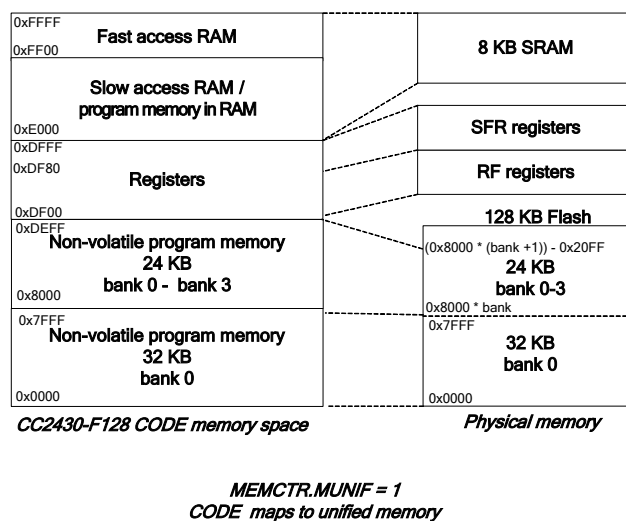 0xFFFF
Fast access RAM
0xFF00
Slow access RAM /
program memory in RAM
0xE000
0xDFFF
0xDF80
Registers
0xDF00
0xDEFF
Non-volatile program memory
24 KB
bank 0 - bank 3
0x8000
0x7FFF
Non-volatile program memory
32 KB
bank 0
0x0000
CC2430-F128 CODE memory space
8 KB SRAM
SFR registers
RF registers
128 KB Flash
(0x8000 * (bank +1)) - 0x20FF
24 KB
bank 0-3
0x8000 * bank
0x7FFF
32 KB
bank 0
0x0000
Physical memory
MEMCTR.MUNIF = 1
CODE maps to unified memory